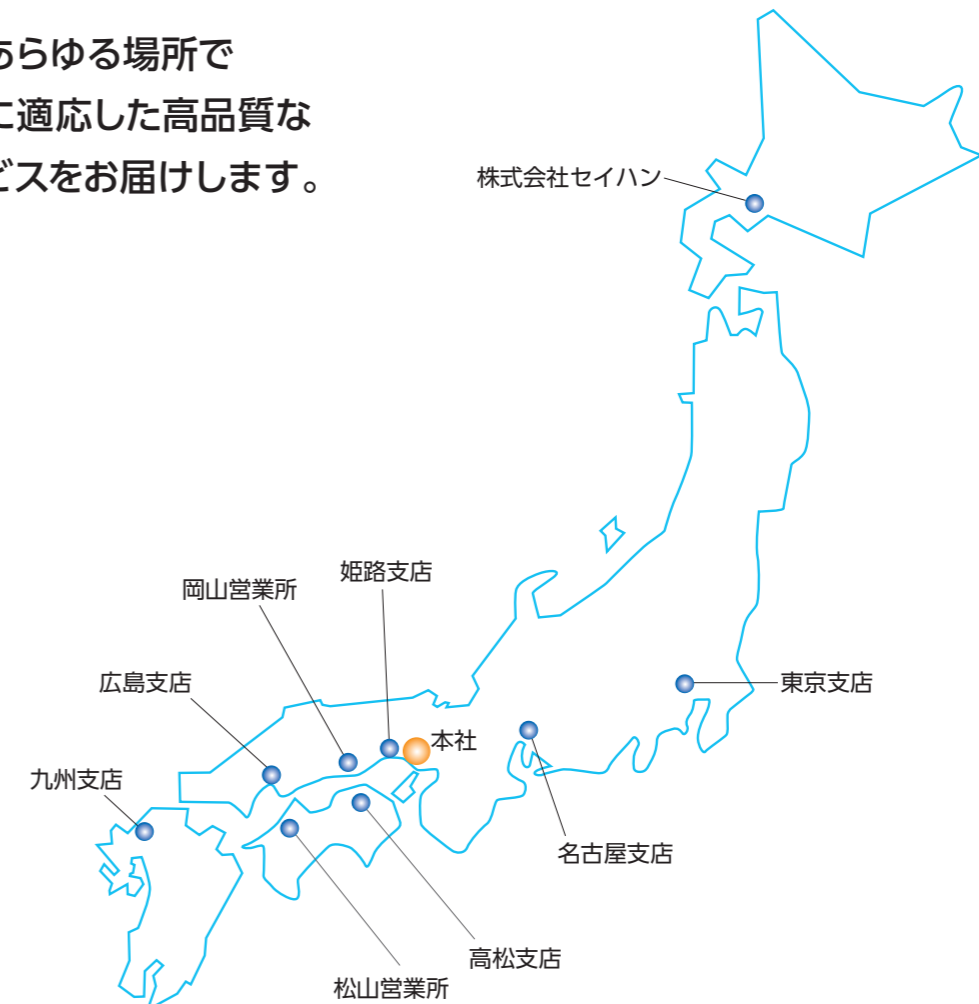 あらゆる場所で
に適応した高品質な
ビスをお届けします。
株式会社セイハン
姫路支店
岡山営業所
広島支店
東京支店
本社
九州支店
名古屋支店
高松支店
松山営業所